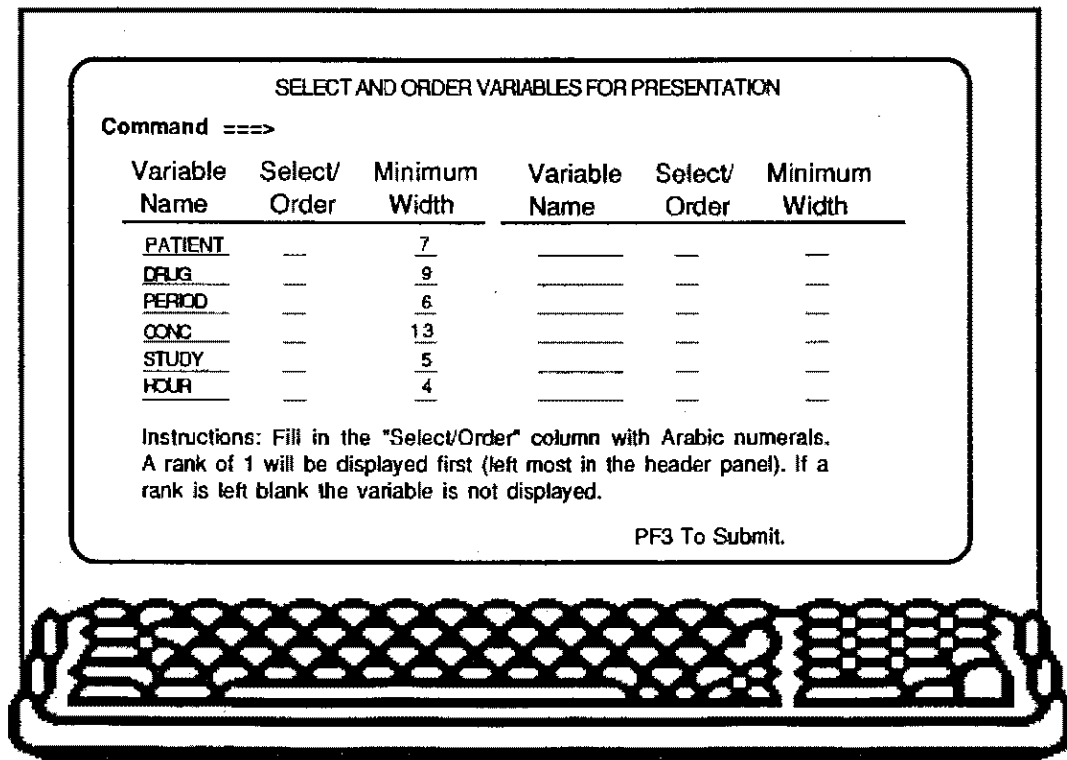 SELECT AND ORDER VARIABLES FOR PRESENTATION
Command ===>
Variable Select/ Minimum Variable Select/ Minimum
Name Order Width Name Order Width
PATIENT 7
DRUG 9
PERIOD 6
CONC 13
STUDY 5
HOUR 4
Instructions: Fill in the "Select/Order" column with Arabic numerals.
A rank of 1 will be displayed first (left most in the header panel). If a
rank is left blank the variable is not displayed.
PF3 To Submit.